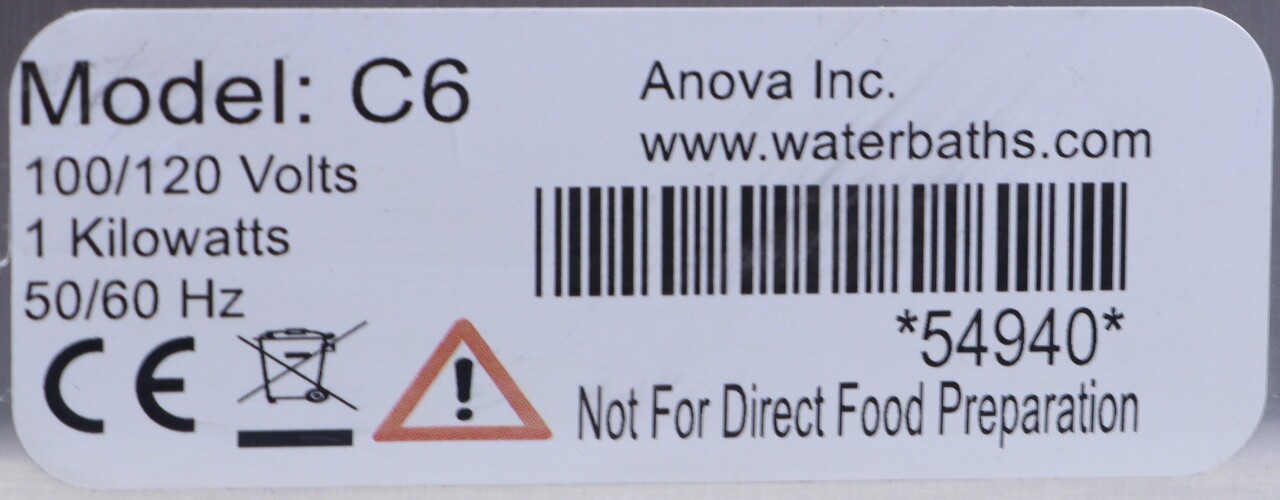 Model: C6
100/120 Volts
1 Kilowatts
50/60 Hz
CE
Anova Inc.
www.waterbaths.com
*54940*
Not For Direct Food Preparation